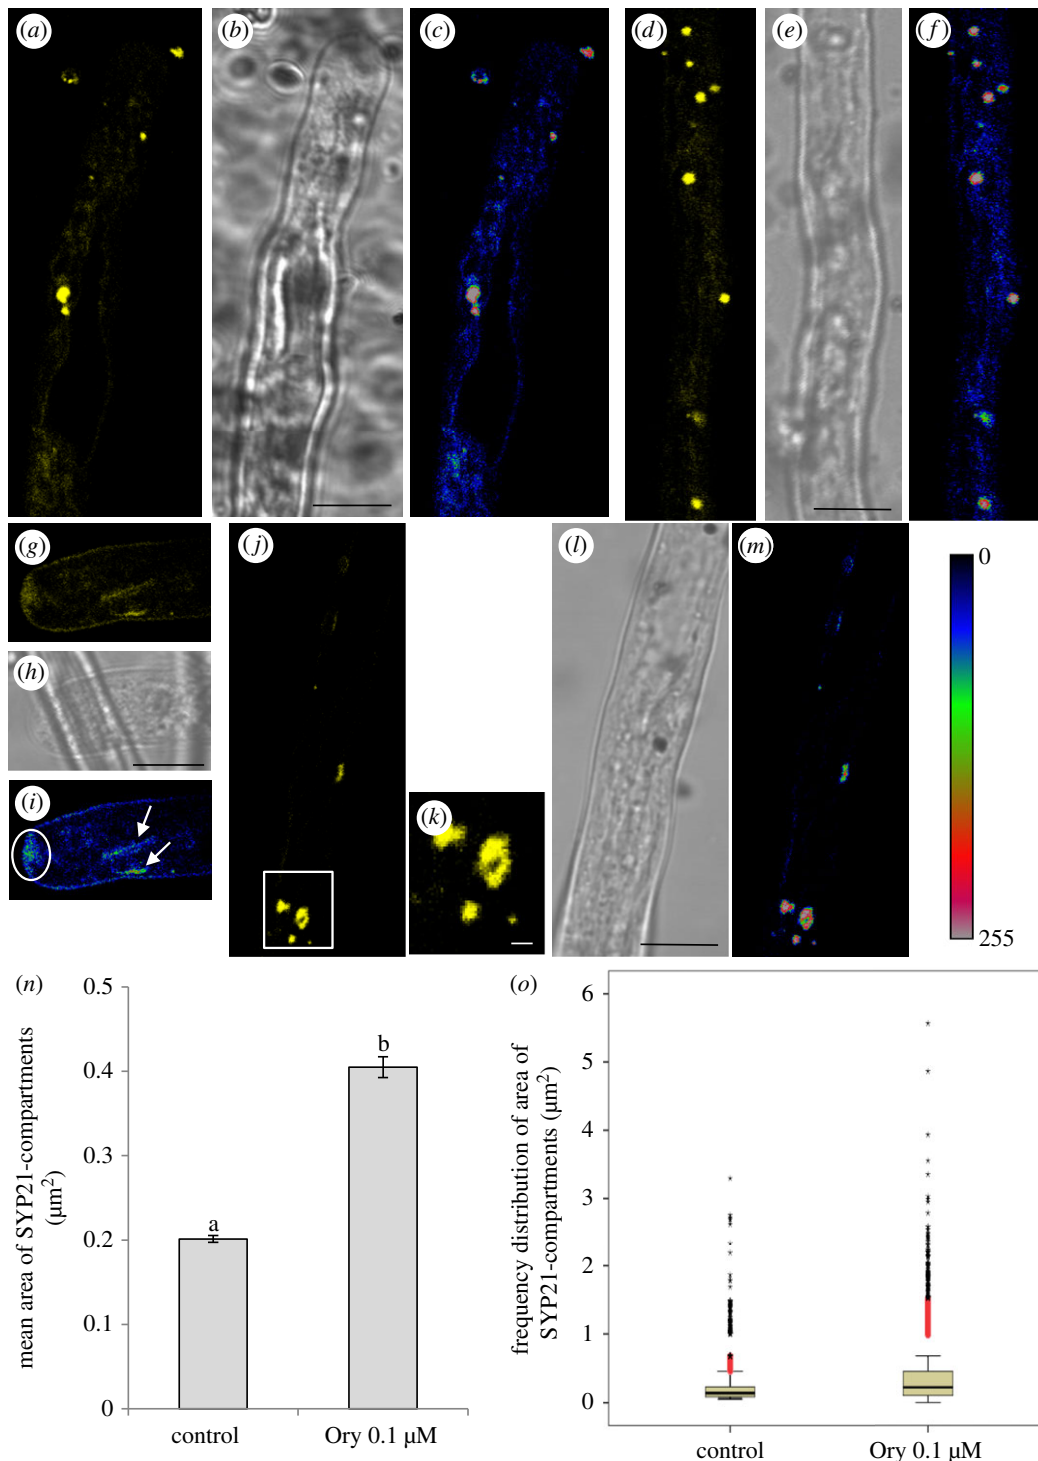 (a)
(b)
(c)
(d)
(e)
(f)
(g)
(h)
(i)
(j)
(k)
(l)
(m)
0
255
(n)
mean area of SYP21-compartments
(µm²)
0.5
0.4
0.3
0.2
0.1
0
a
b
control
Ory 0.1 µM
(o)
frequency distribution of area of
SYP21-compartments (µm²)
6
5
4
3
2
1
0
control
Ory 0.1 µM